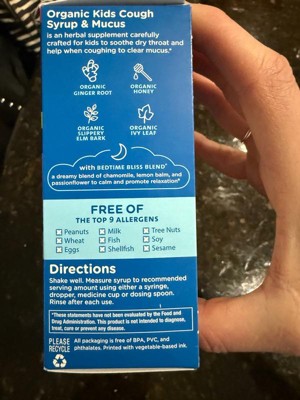 Organic Kids Cough
Syrup & Mucus
is an herbal supplement carefully
crafted for kids to soothe dry throat and
help when coughing to clear mucus.*
ORGANIC
GINGER ROOT
ORGANIC
HONEY
ORGANIC
SLIPPERY
ELM BARK
ORGANIC
IVY LEAF
with BEDTIME BLISS BLEND*
a dreamy blend of chamomile, lemon balm, and
passionflower to calm and promote relaxation*
FREE OF
THE TOP 9 ALLERGENS
Peanuts
Milk
Tree Nuts
Wheat
Fish
Soy
Eggs
Shellfish
Sesame
Directions
Shake well. Measure syrup to recommended
serving amount using either a syringe,
dropper, medicine cup or dosing spoon.
Rinse after each use.
*These statements have not been evaluated by the Food and
Drug Administration. This product is not intended to diagnose,
treat, cure or prevent any disease.
PLEASE
RECYCLE
All packaging is free of BPA, PVC, and
phthalates. Printed with vegetable-based ink.